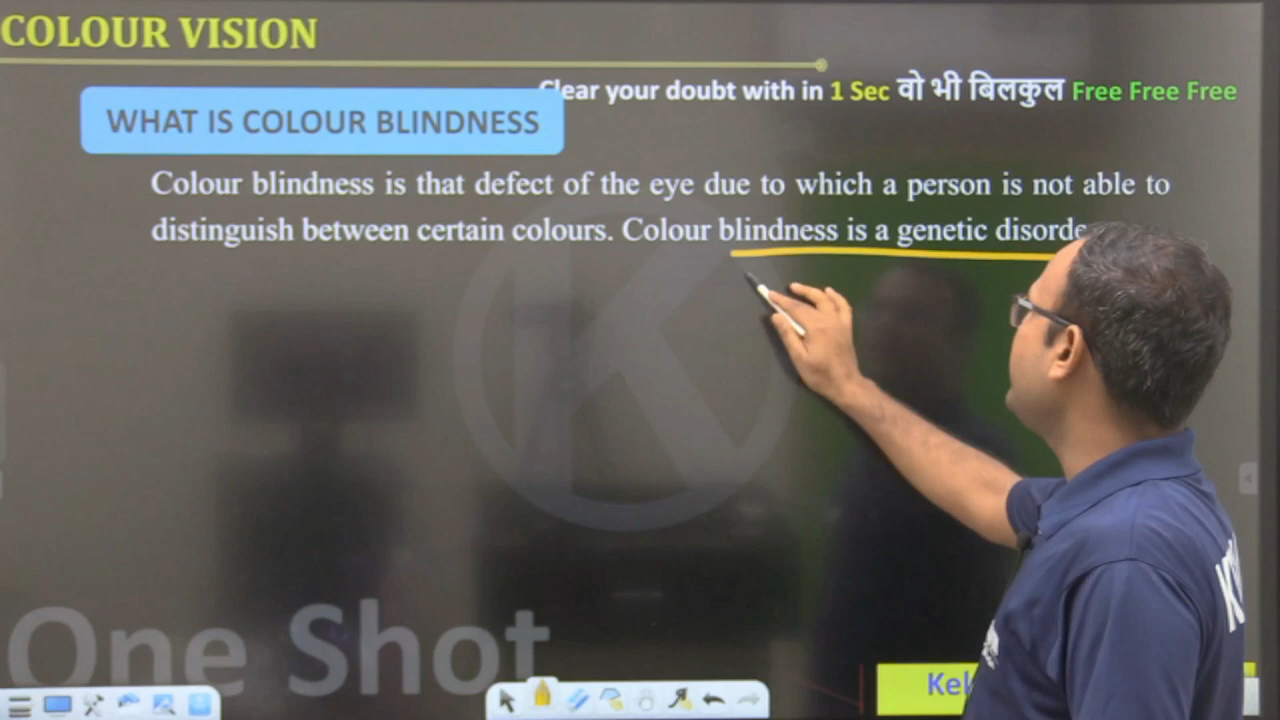 COLOUR VISION
Clear your doubt with in 1 Sec वो भी बिलकुल Free Free Free
WHAT IS COLOUR BLINDNESS
Colour blindness is that defect of the eye due to which a person is not able to
distinguish between certain colours. Colour blindness is a genetic disorde
One Shot